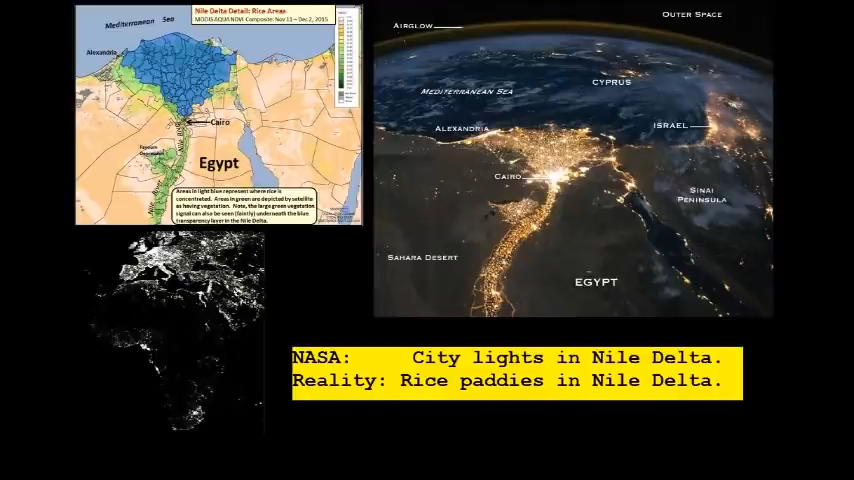 Nile Delta Detail: Rice Areas
MODIS AQUA NDVI Composite: Nov 11 – Dec 2, 2015
Mediterranean Sea
Alexandria
Cairo
Nile River
Fayoum
Egypt
Areas in light blue represent where rice is
concentrated. Areas in green are depicted by satellite
as having vegetation. Note, the large green vegetation
signal can also be seen (faintly) underneath the blue
transparency layer in the Nile Delta.
AIRGLOW
OUTER SPACE
CYPRUS
MEDITERRANEAN SEA
ISRAEL
ALEXANDRIA
CAIRO
SINAI
PENINSULA
SAHARA DESERT
EGYPT
NASA: City lights in Nile Delta.
Reality: Rice paddies in Nile Delta.